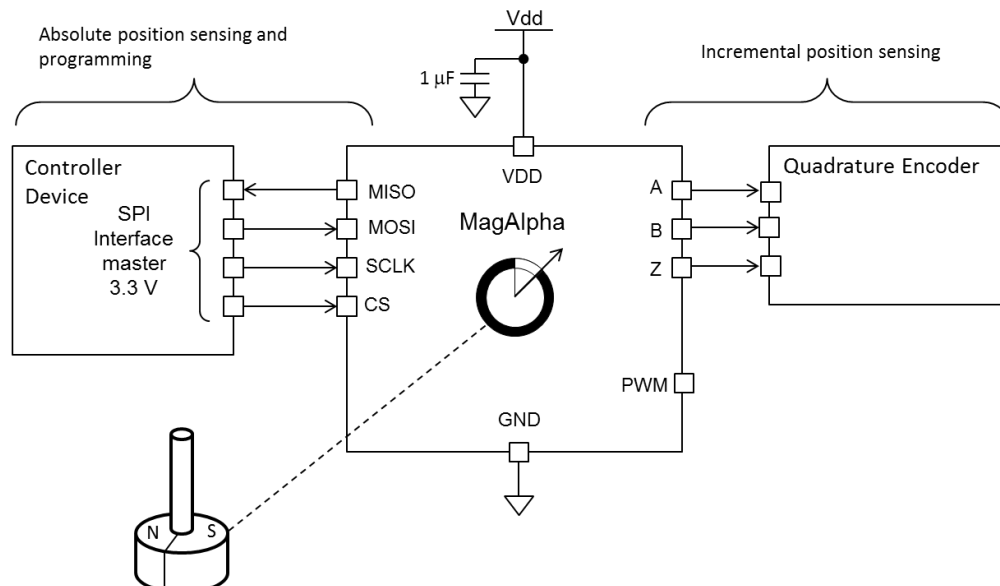 Absolute position sensing and
programming
Vdd
1 μF
Incremental position sensing
Controller
Device
SPI
Interface
master
3.3 V
MISO
MOSI
SCLK
CS
VDD
MagAlpha
A
B
Z
PWM
GND
Quadrature Encoder
N S